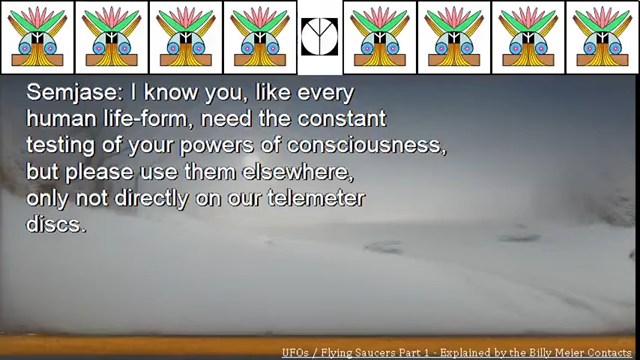 Semjase: I know you, like every
human life-form, need the constant
testing of your powers of consciousness,
but please use them elsewhere,
only not directly on our telemeter
discs.
UFOs / Flying Saucers Part 1 - Explained by the Billy Meier Contacts